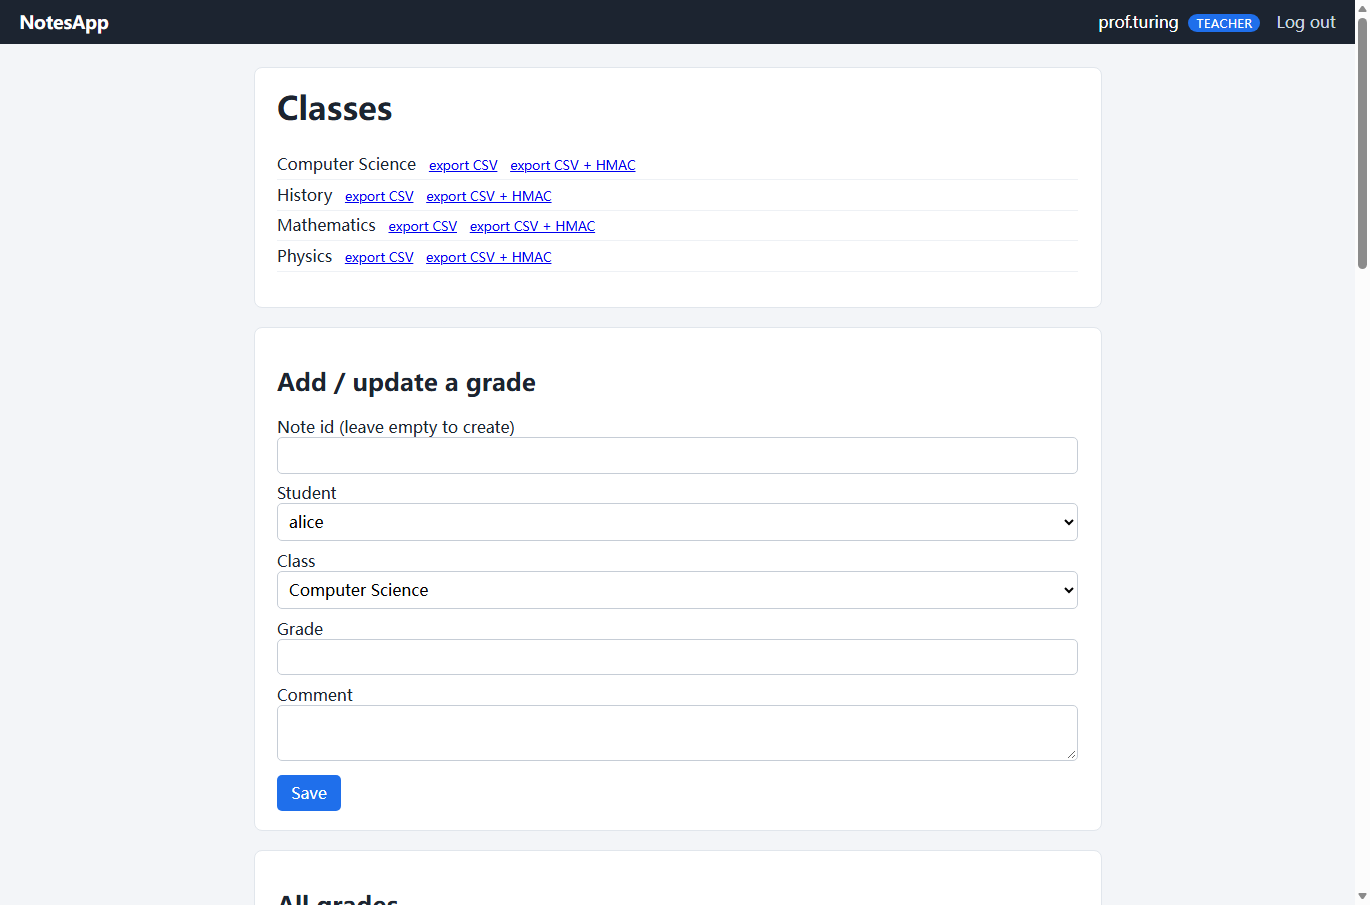 NotesApp prof.turing TEACHER Log out
Classes
Computer Science export CSV export CSV + HMAC
History export CSV export CSV + HMAC
Mathematics export CSV export CSV + HMAC
Physics export CSV export CSV + HMAC
Add / update a grade
Note id (leave empty to create)
Student
alice
Class
Computer Science
Grade
Comment
Save
All grades